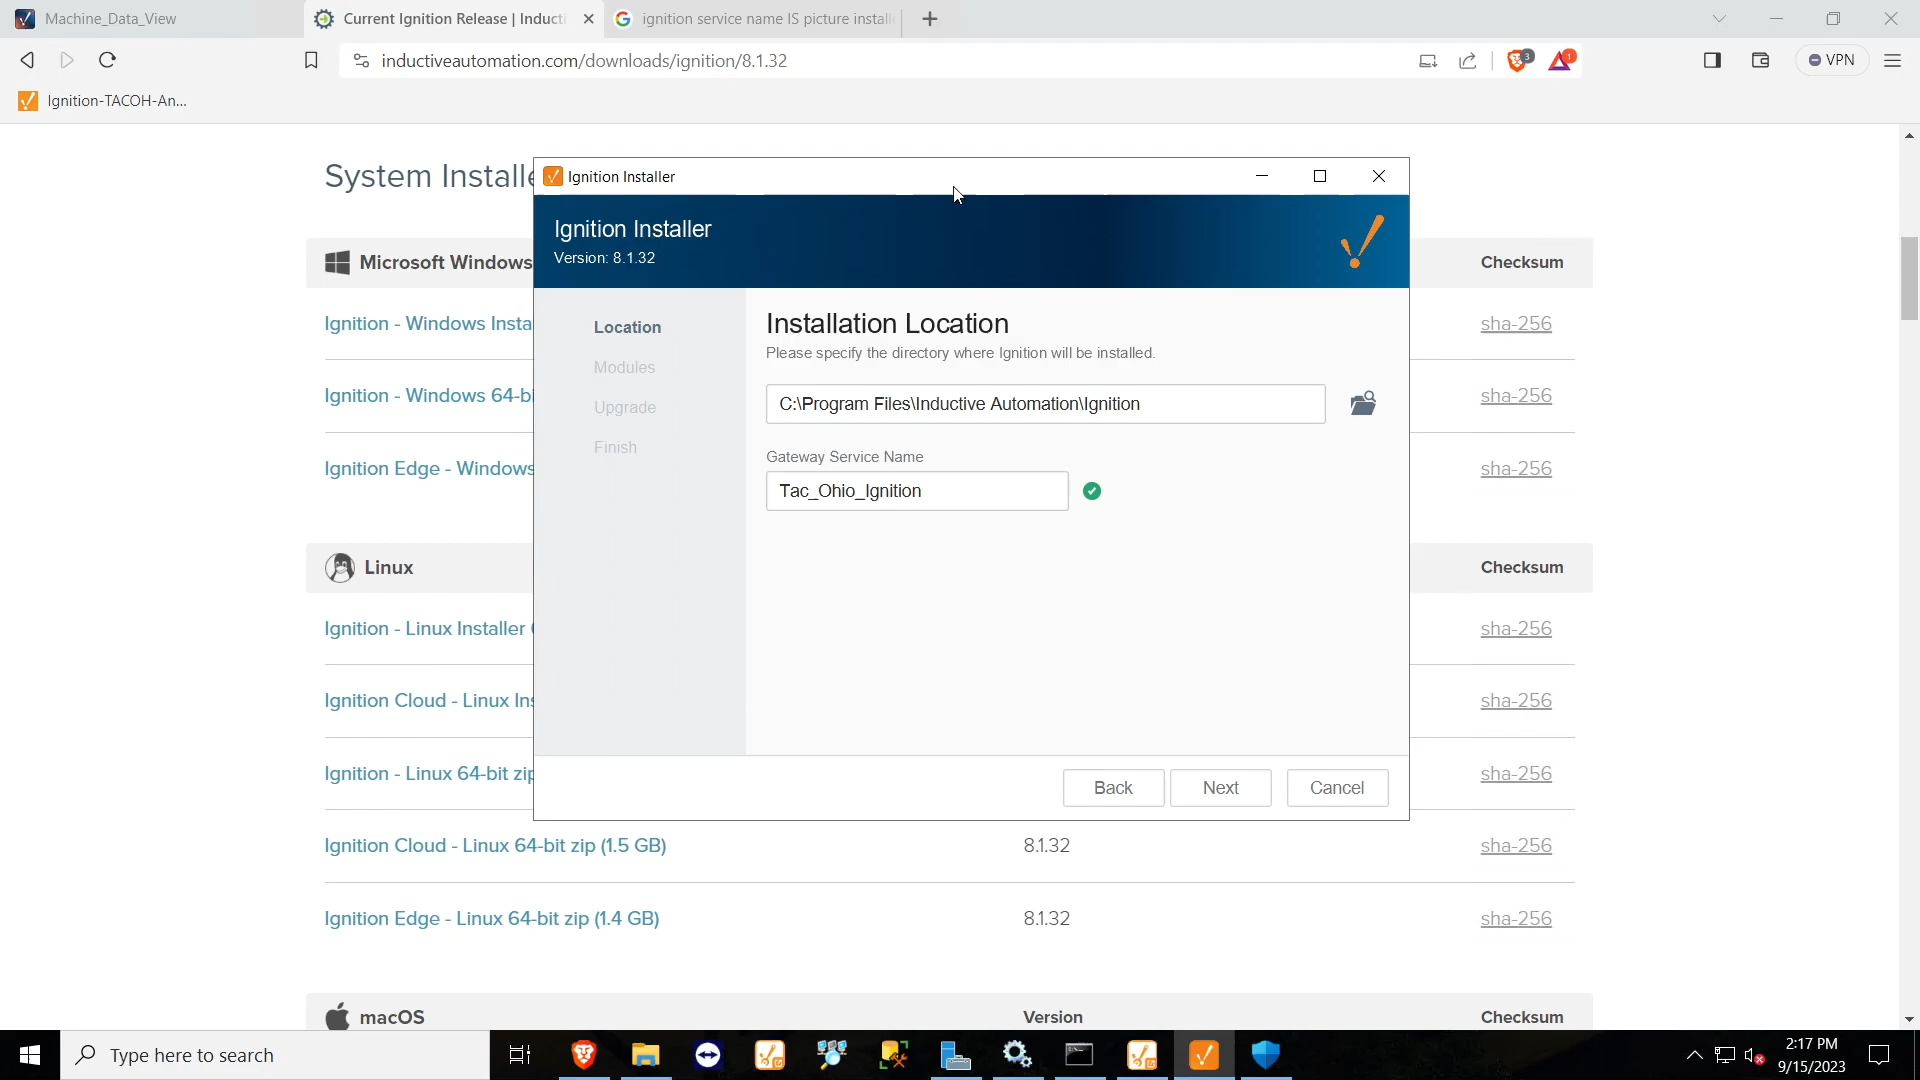 Machine_Data_View
Current Ignition Release | Inducti
ignition service name IS picture install
inductiveautomation.com/downloads/ignition/8.1.32
3
1
VPN
Ignition-TACOH-An...
System Installe
Ignition Installer
Ignition Installer
Version: 8.1.32
Microsoft Windows
Checksum
Location
Installation Location
Ignition - Windows Insta
sha-256
Please specify the directory where Ignition will be installed.
Modules
Ignition - Windows 64-bi
C:\Program Files\Inductive Automation\Ignition
sha-256
Upgrade
Finish
Gateway Service Name
Ignition Edge - Windows
sha-256
Tac_Ohio_Ignition
Linux
Checksum
Ignition - Linux Installer (
sha-256
Ignition Cloud - Linux Ins
sha-256
Ignition - Linux 64-bit zip
sha-256
Back
Next
Cancel
Ignition Cloud - Linux 64-bit zip (1.5 GB)
8.1.32
sha-256
Ignition Edge - Linux 64-bit zip (1.4 GB)
8.1.32
sha-256
macOS
Version
Checksum
Type here to search
2:17 PM
9/15/2023